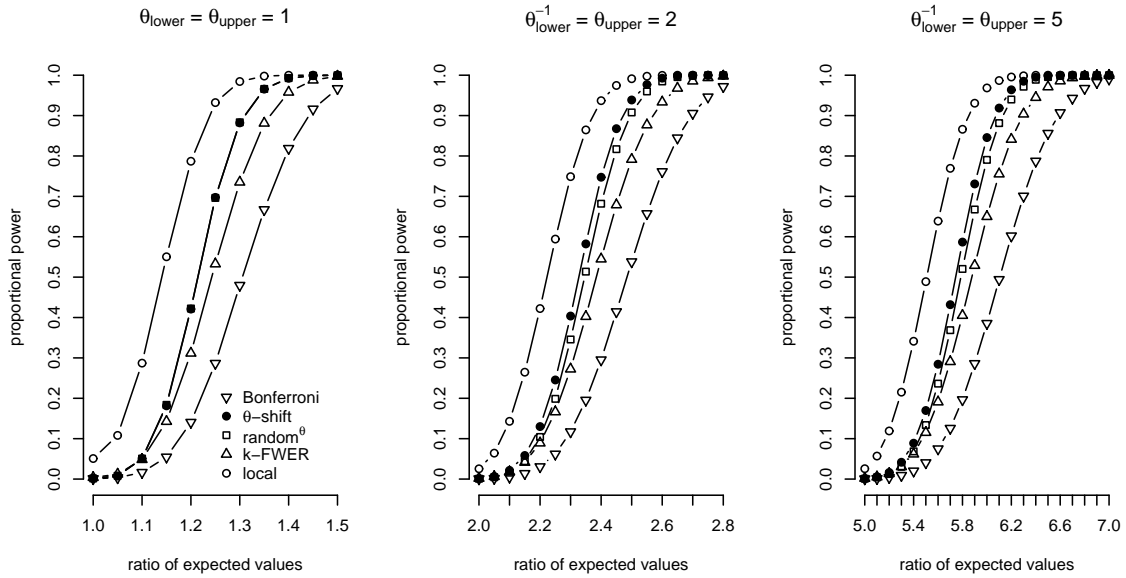 θlower = θupper = 1
proportional power
0.0 0.1 0.2 0.3 0.4 0.5 0.6 0.7 0.8 0.9 1.0
Bonferroni
θ−shift
random^θ
k−FWER
local
1.0 1.1 1.2 1.3 1.4 1.5
ratio of expected values
θ^−1 lower = θupper = 2
proportional power
0.0 0.1 0.2 0.3 0.4 0.5 0.6 0.7 0.8 0.9 1.0
2.0 2.2 2.4 2.6 2.8
ratio of expected values
θ^−1 lower = θupper = 5
proportional power
0.0 0.1 0.2 0.3 0.4 0.5 0.6 0.7 0.8 0.9 1.0
5.0 5.4 5.8 6.2 6.6 7.0
ratio of expected values